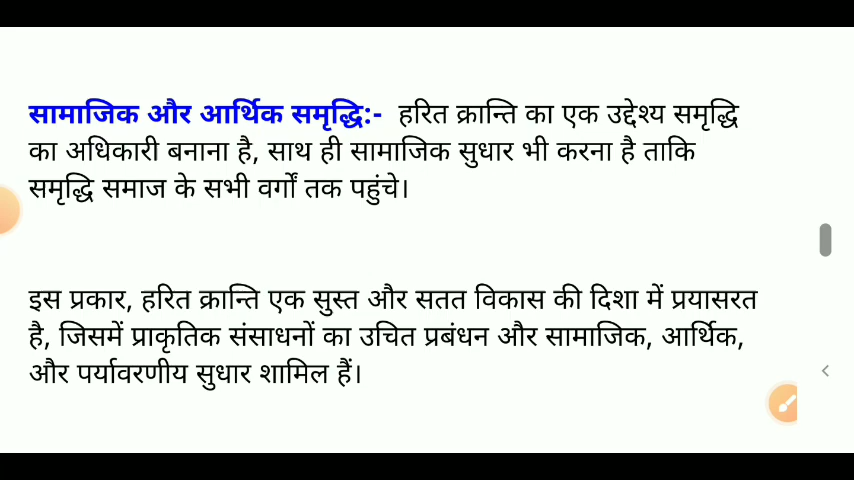 सामाजिक और आर्थिक समृद्धि:- हरित क्रान्ति का एक उद्देश्य समृद्धि
का अधिकारी बनाना है, साथ ही सामाजिक सुधार भी करना है ताकि
समृद्धि समाज के सभी वर्गों तक पहुंचे।
इस प्रकार, हरित क्रान्ति एक सुस्त और सतत विकास की दिशा में प्रयासरत
है, जिसमें प्राकृतिक संसाधनों का उचित प्रबंधन और सामाजिक, आर्थिक,
और पर्यावरणीय सुधार शामिल हैं।